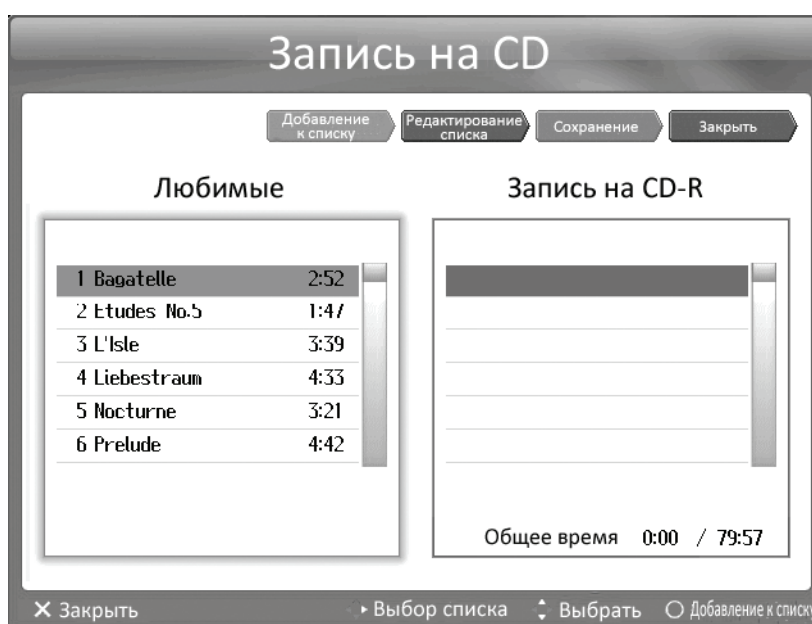 Запись на CD
Добавление
к списку
Редактирование
списка
Сохранение
Закрыть
Любимые
Запись на CD-R
1 Bagatelle 2:52
2 Etudes No.5 1:47
3 L'Isle 3:39
4 Liebestraum 4:33
5 Nocturne 3:21
6 Prelude 4:42
Общее время 0:00 / 79:57
X Закрыть Выбор списка Выбрать Добавление к списку